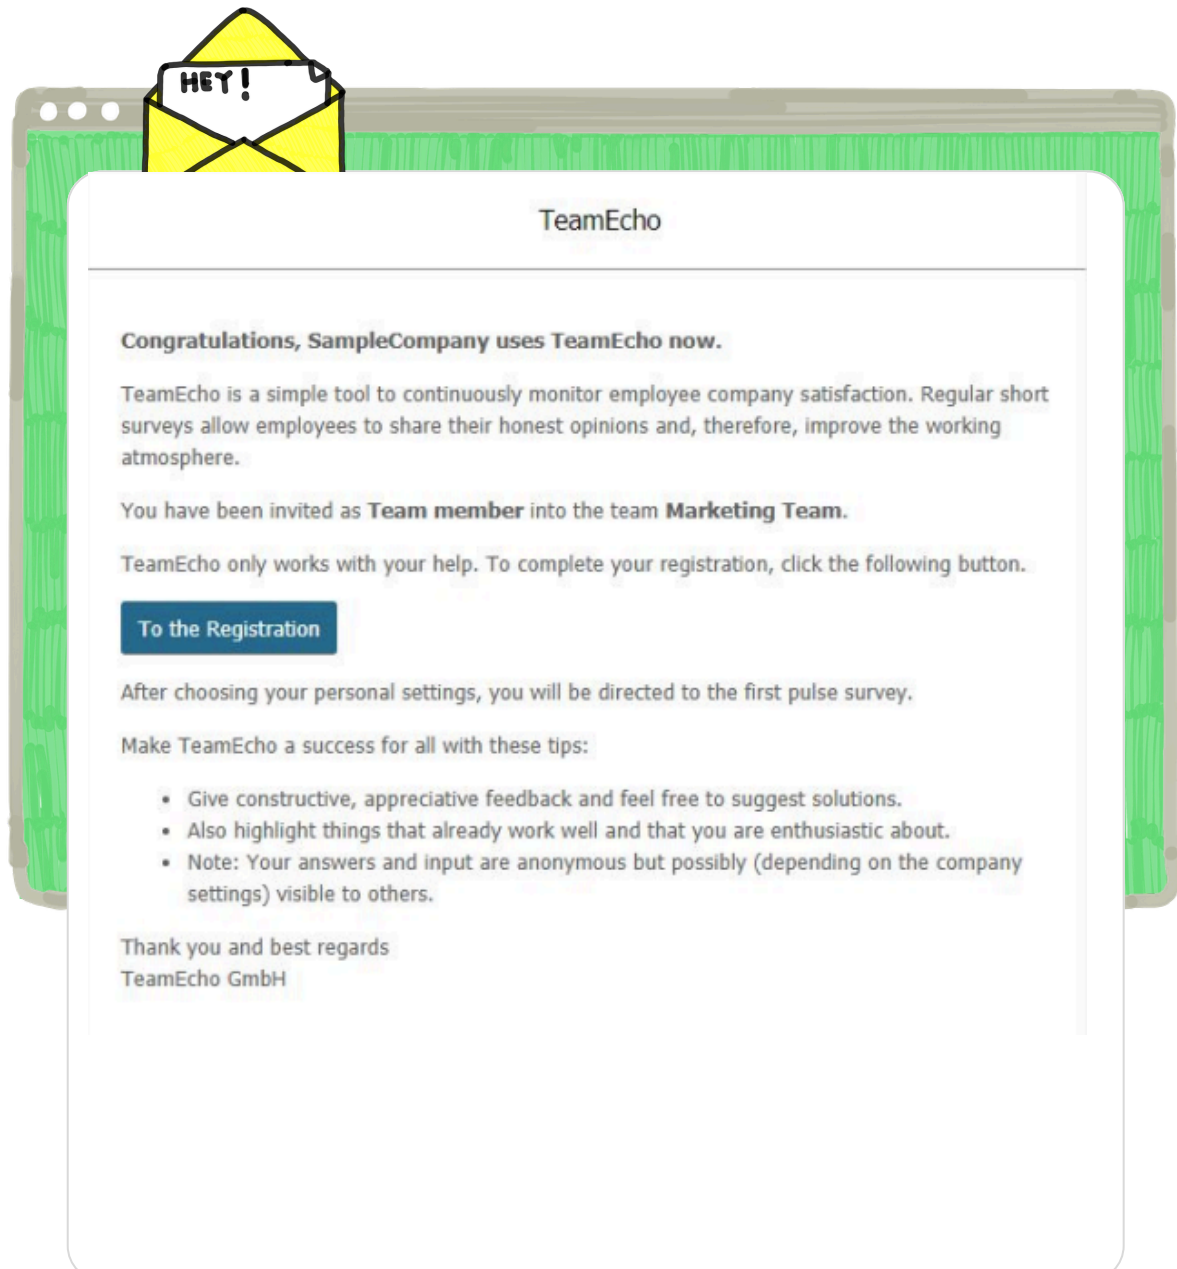 HEY!
TeamEcho
Congratulations, SampleCompany uses TeamEcho now.
TeamEcho is a simple tool to continuously monitor employee company satisfaction. Regular short
surveys allow employees to share their honest opinions and, therefore, improve the working
atmosphere.
You have been invited as Team member into the team Marketing Team.
TeamEcho only works with your help. To complete your registration, click the following button.
To the Registration
After choosing your personal settings, you will be directed to the first pulse survey.
Make TeamEcho a success for all with these tips:
• Give constructive, appreciative feedback and feel free to suggest solutions.
• Also highlight things that already work well and that you are enthusiastic about.
• Note: Your answers and input are anonymous but possibly (depending on the company
settings) visible to others.
Thank you and best regards
TeamEcho GmbH